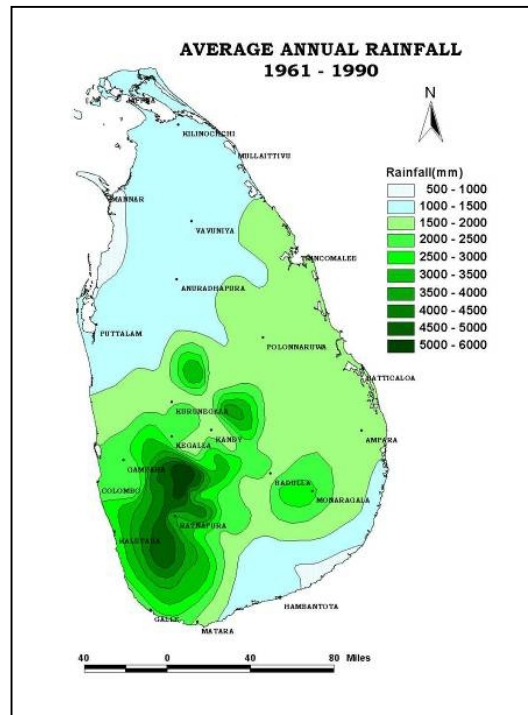 AVERAGE ANNUAL RAINFALL
1961 - 1990
N
KILINOCHCHI
MULLAITTIVU
Rainfall(mm)
500 - 1000
1000 - 1500
1500 - 2000
2000 - 2500
2500 - 3000
3000 - 3500
3500 - 4000
4000 - 4500
4500 - 5000
5000 - 6000
MANNAR
VAVUNIYA
TRINCOMALEE
ANURADHAPURA
PUTTALAM
POLONNARUWA
BATTICALOA
KURUNEGALA
KANDY
AMPARA
KEGALLA
GAMPAHA
BADULLA
COLOMBO
MONARAGALA
RATNAPURA
KALUTARA
HAMBANTOTA
GALLE
MATARA
40 0 40 80 Miles